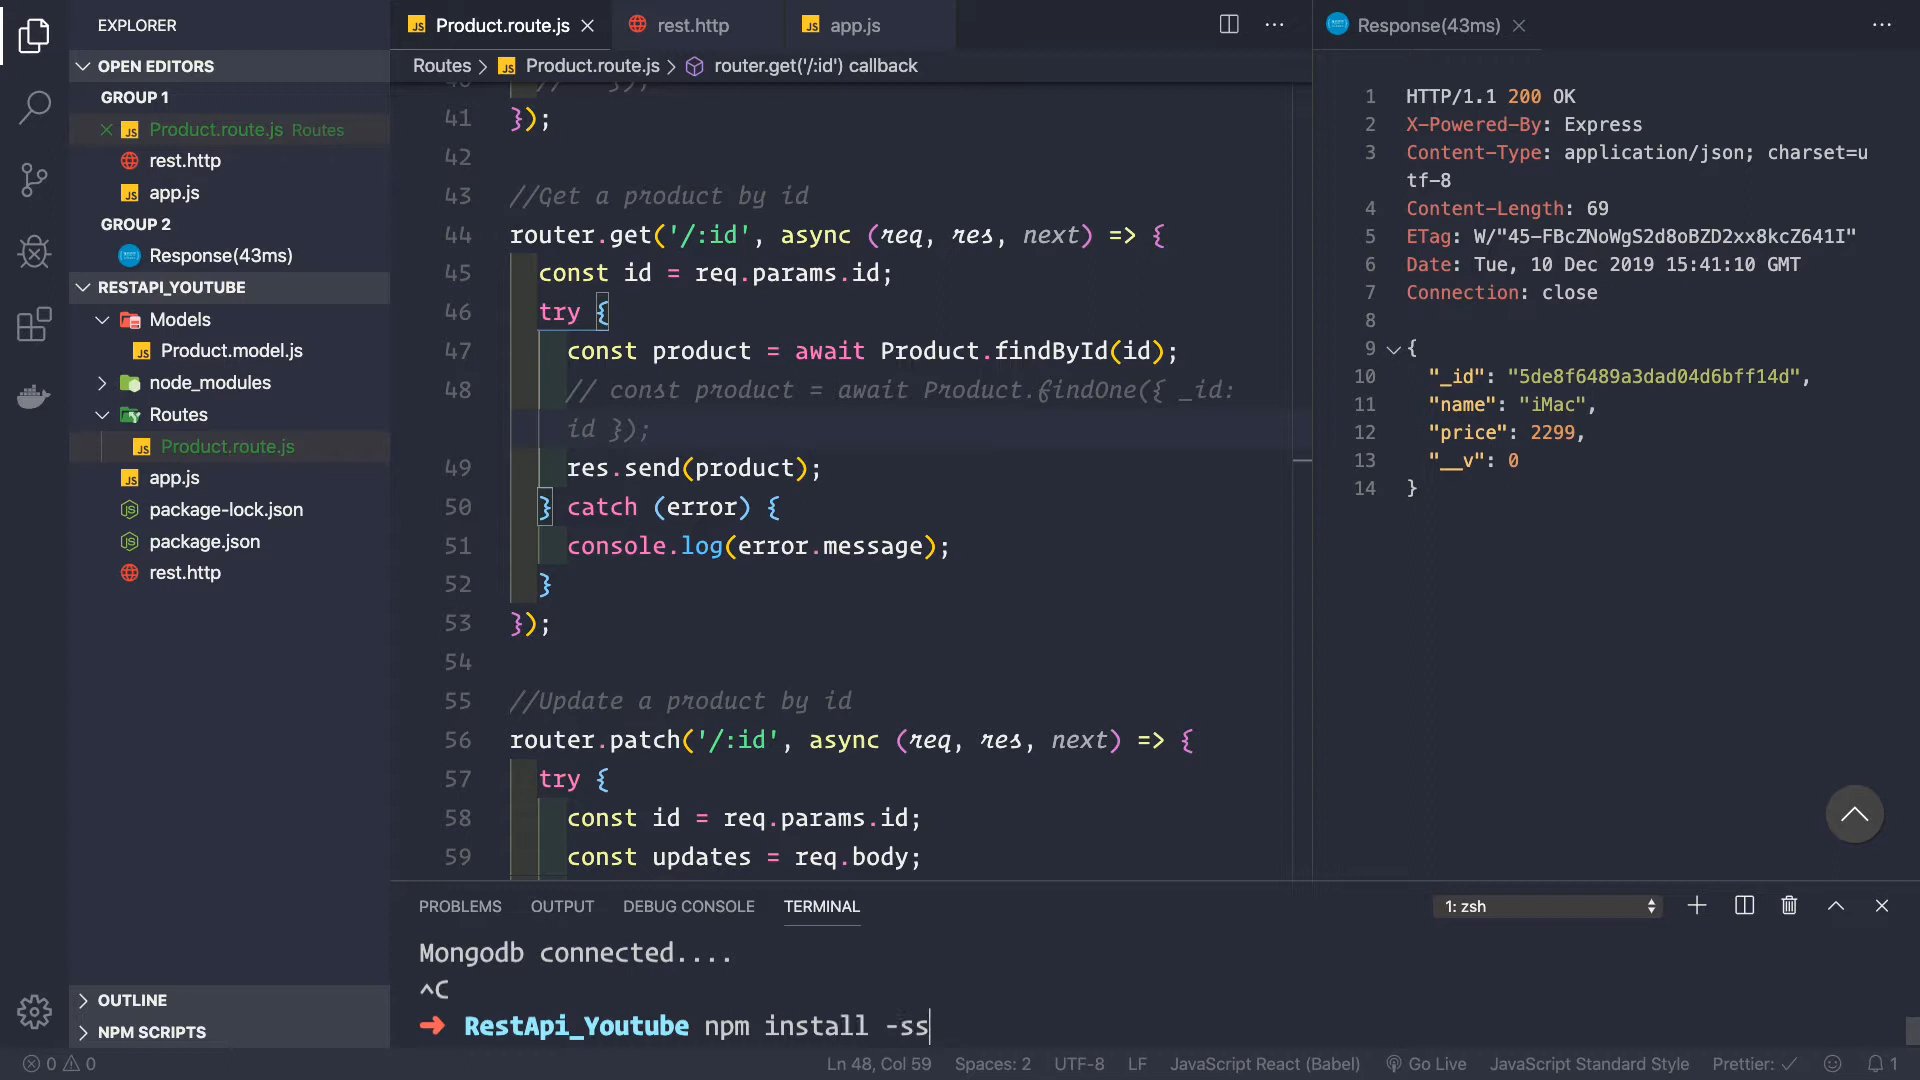 EXPLORER
OPEN EDITORS
GROUP 1
Product.route.js Routes
rest.http
app.js
GROUP 2
Response(43ms)
RESTAPI_YOUTUBE
Models
Product.model.js
node_modules
Routes
Product.route.js
app.js
package-lock.json
package.json
rest.http
OUTLINE
NPM SCRIPTS
Product.route.js
rest.http
app.js
Routes > Product.route.js > router.get('/:id') callback
41 });
42
43 //Get a product by id
44 router.get('/:id', async (req, res, next) => {
45 const id = req.params.id;
46 try {
47 const product = await Product.findById(id);
48 // const product = await Product.findOne({ _id:
id });
49 res.send(product);
50 } catch (error) {
51 console.log(error.message);
52 }
53 });
54
55 //Update a product by id
56 router.patch('/:id', async (req, res, next) => {
57 try {
58 const id = req.params.id;
59 const updates = req.body;
Response(43ms)
1 HTTP/1.1 200 OK
2 X-Powered-By: Express
3 Content-Type: application/json; charset=u
tf-8
4 Content-Length: 69
5 ETag: W/"45-FBcZNoWgS2d8oBZD2xx8kcZ641I"
6 Date: Tue, 10 Dec 2019 15:41:10 GMT
7 Connection: close
8
9 {
10 "_id": "5de8f6489a3dad04d6bff14d",
11 "name": "iMac",
12 "price": 2299,
13 "__v": 0
14 }
PROBLEMS OUTPUT DEBUG CONSOLE TERMINAL 1: zsh
Mongodb connected....
^C
➜ RestApi_Youtube npm install -ss
0 0 Ln 48, Col 59 Spaces: 2 UTF-8 LF JavaScript React (Babel) Go Live JavaScript Standard Style Prettier: ✓ 1